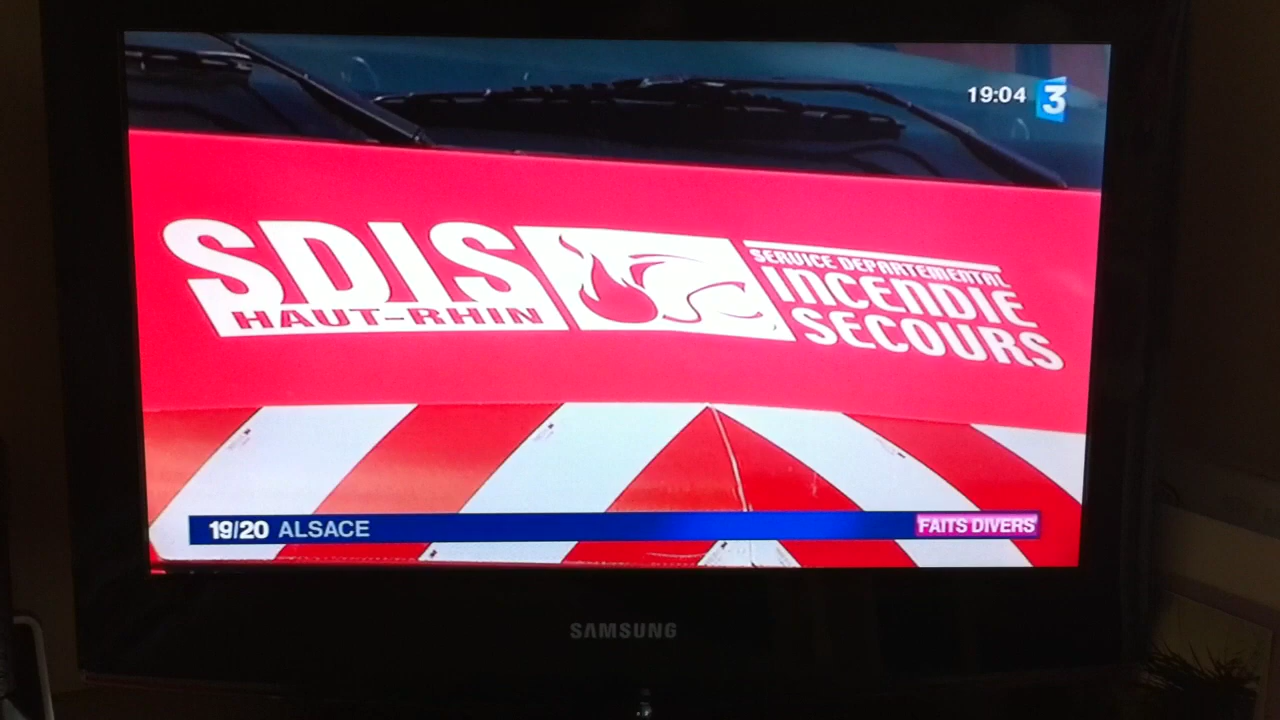 19:04 3
SDIS
HAUT-RHIN
SERVICE DEPARTEMENTAL
INCENDIE
SECOURS
19/20 ALSACE
FAITS DIVERS
SAMSUNG